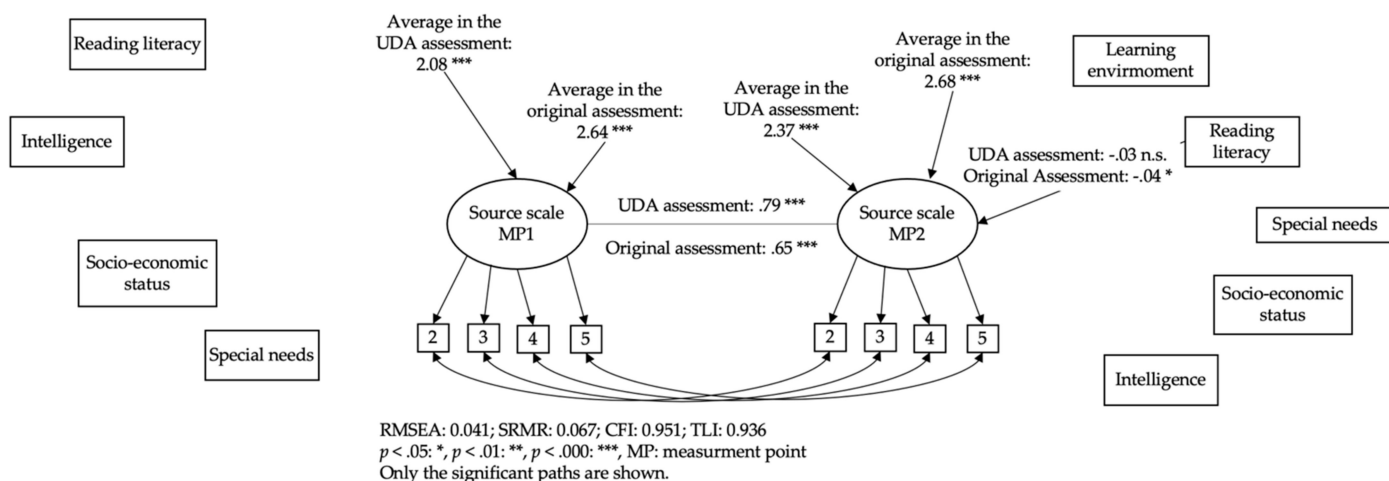 Reading literacy
Intelligence
Socio-economic
status
Special needs
Average in the
UDA assessment:
2.08 ***
Average in the
original assessment:
2.64 ***
Average in the
UDA assessment:
2.37 ***
Average in the
original assessment:
2.68 ***
Learning
envirmoment
Reading
literacy
UDA assessment: -.03 n.s.
Original Assessment: -.04 *
Special needs
Socio-economic
status
Intelligence
Source scale
MP1
UDA assessment: .79 ***
Original assessment: .65 ***
Source scale
MP2
2
3
4
5
2
3
4
5
RMSEA: 0.041; SRMR: 0.067; CFI: 0.951; TLI: 0.936
p < .05: *, p < .01: **, p < .000: ***, MP: measurment point
Only the significant paths are shown.